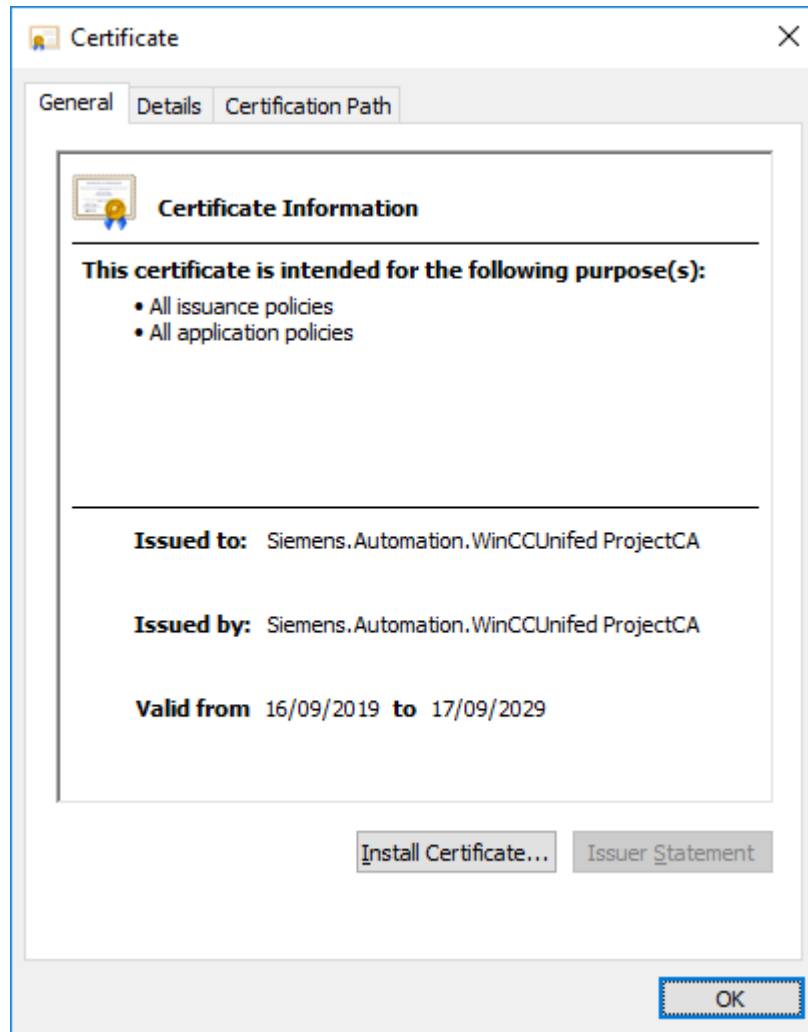 Certificate
General Details Certification Path
Certificate Information
This certificate is intended for the following purpose(s):
• All issuance policies
• All application policies
Issued to: Siemens.Automation.WinCCUnifed ProjectCA
Issued by: Siemens.Automation.WinCCUnifed ProjectCA
Valid from 16/09/2019 to 17/09/2029
Install Certificate... Issuer Statement
OK